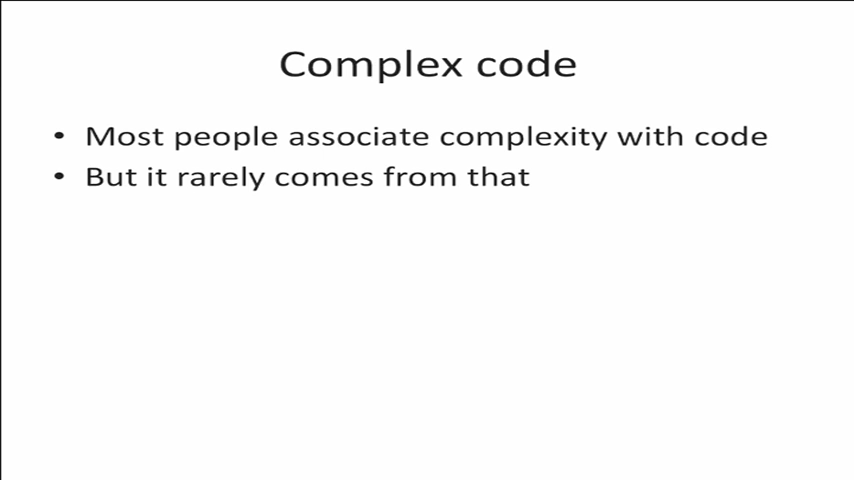 Complex code
• Most people associate complexity with code
• But it rarely comes from that